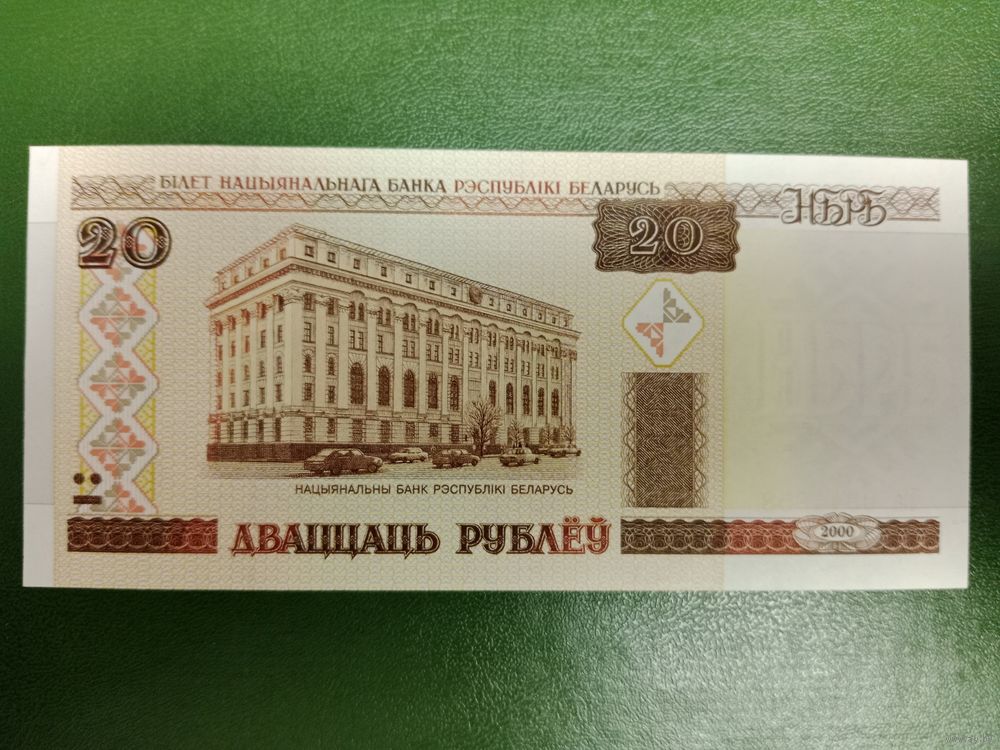 БІЛЕТ НАЦЫЯНАЛЬНАГА БАНКА РЭСПУБЛІКІ БЕЛАРУСЬ
НБРБ
20
20
НАЦЫЯНАЛЬНЫ БАНК РЭСПУБЛІКІ БЕЛАРУСЬ
ДВАЦЦАЦЬ РУБЛЁЎ
2000